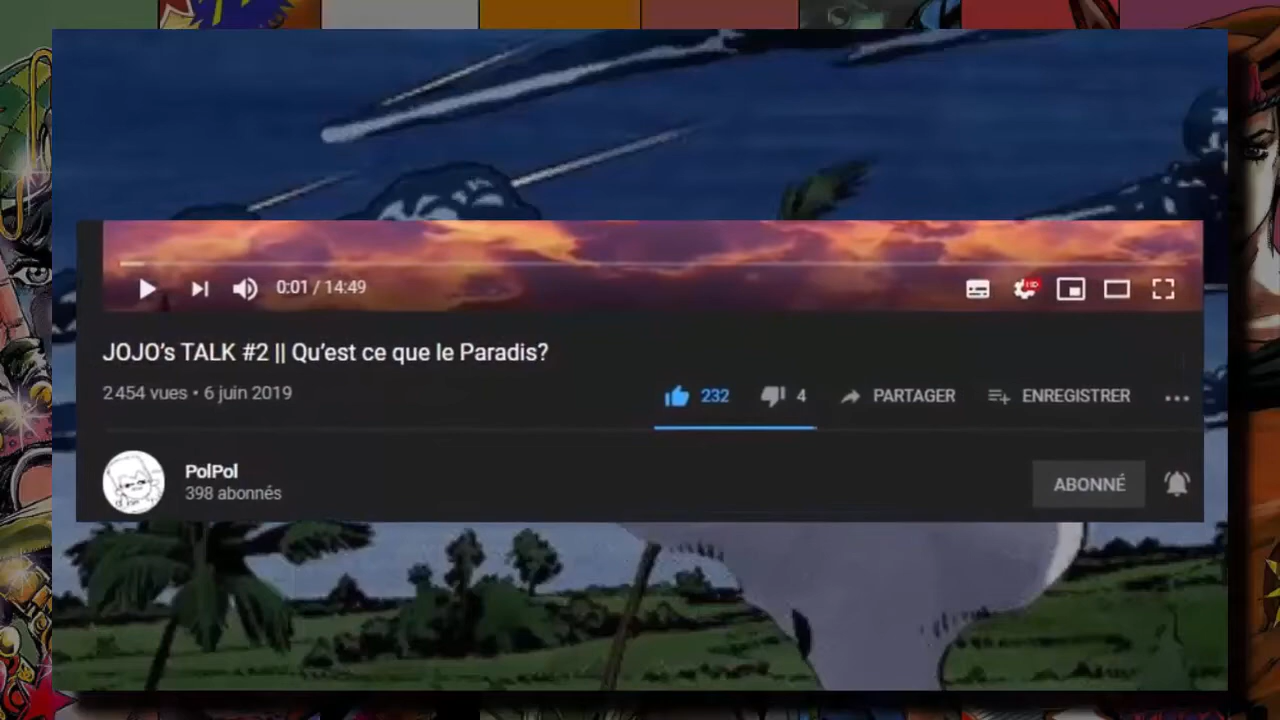 0:01 / 14:49
HD
JOJO's TALK #2 || Qu'est ce que le Paradis?
2 454 vues • 6 juin 2019
232 4 PARTAGER ENREGISTRER
PolPol
398 abonnés
ABONNÉ